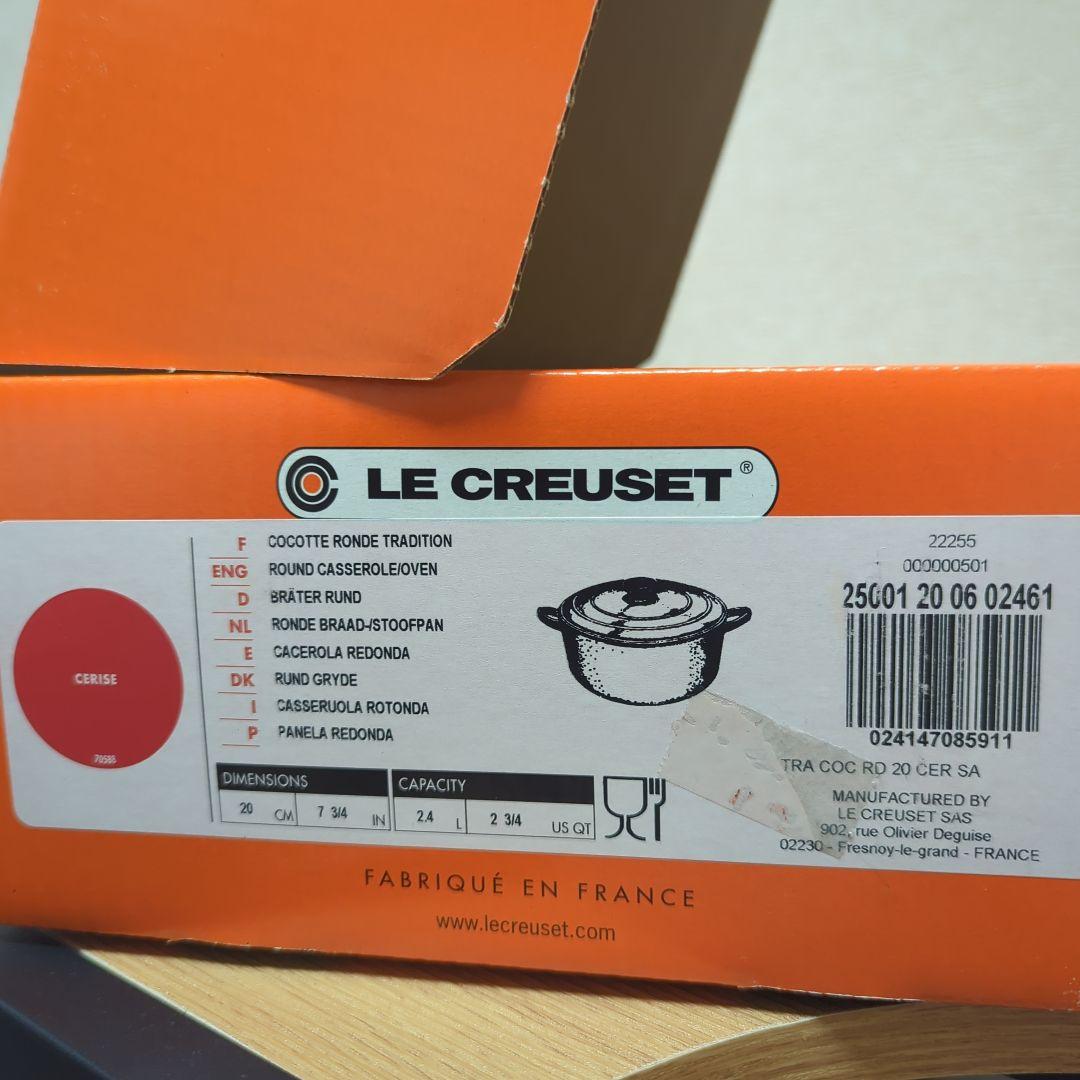 LE CREUSET®
F COCOTTE RONDE TRADITION
ENG ROUND CASSEROLE/OVEN
D BRÄTER RUND
NL RONDE BRAAD-/STOOFPAN
E CACEROLA REDONDA
DK RUND GRYDE
I CASSERUOLA ROTONDA
P PANELA REDONDA
CERISE
70588
DIMENSIONS
20 CM 7 3/4 IN
CAPACITY
2.4 L 2 3/4 US QT
22255
000000501
25001 20 06 02461
024147085911
TRA COC RD 20 CER SA
MANUFACTURED BY
LE CREUSET SAS
902, rue Olivier Deguise
02230 - Fresnoy-le-grand - FRANCE
FABRIQUÉ EN FRANCE
www.lecreuset.com